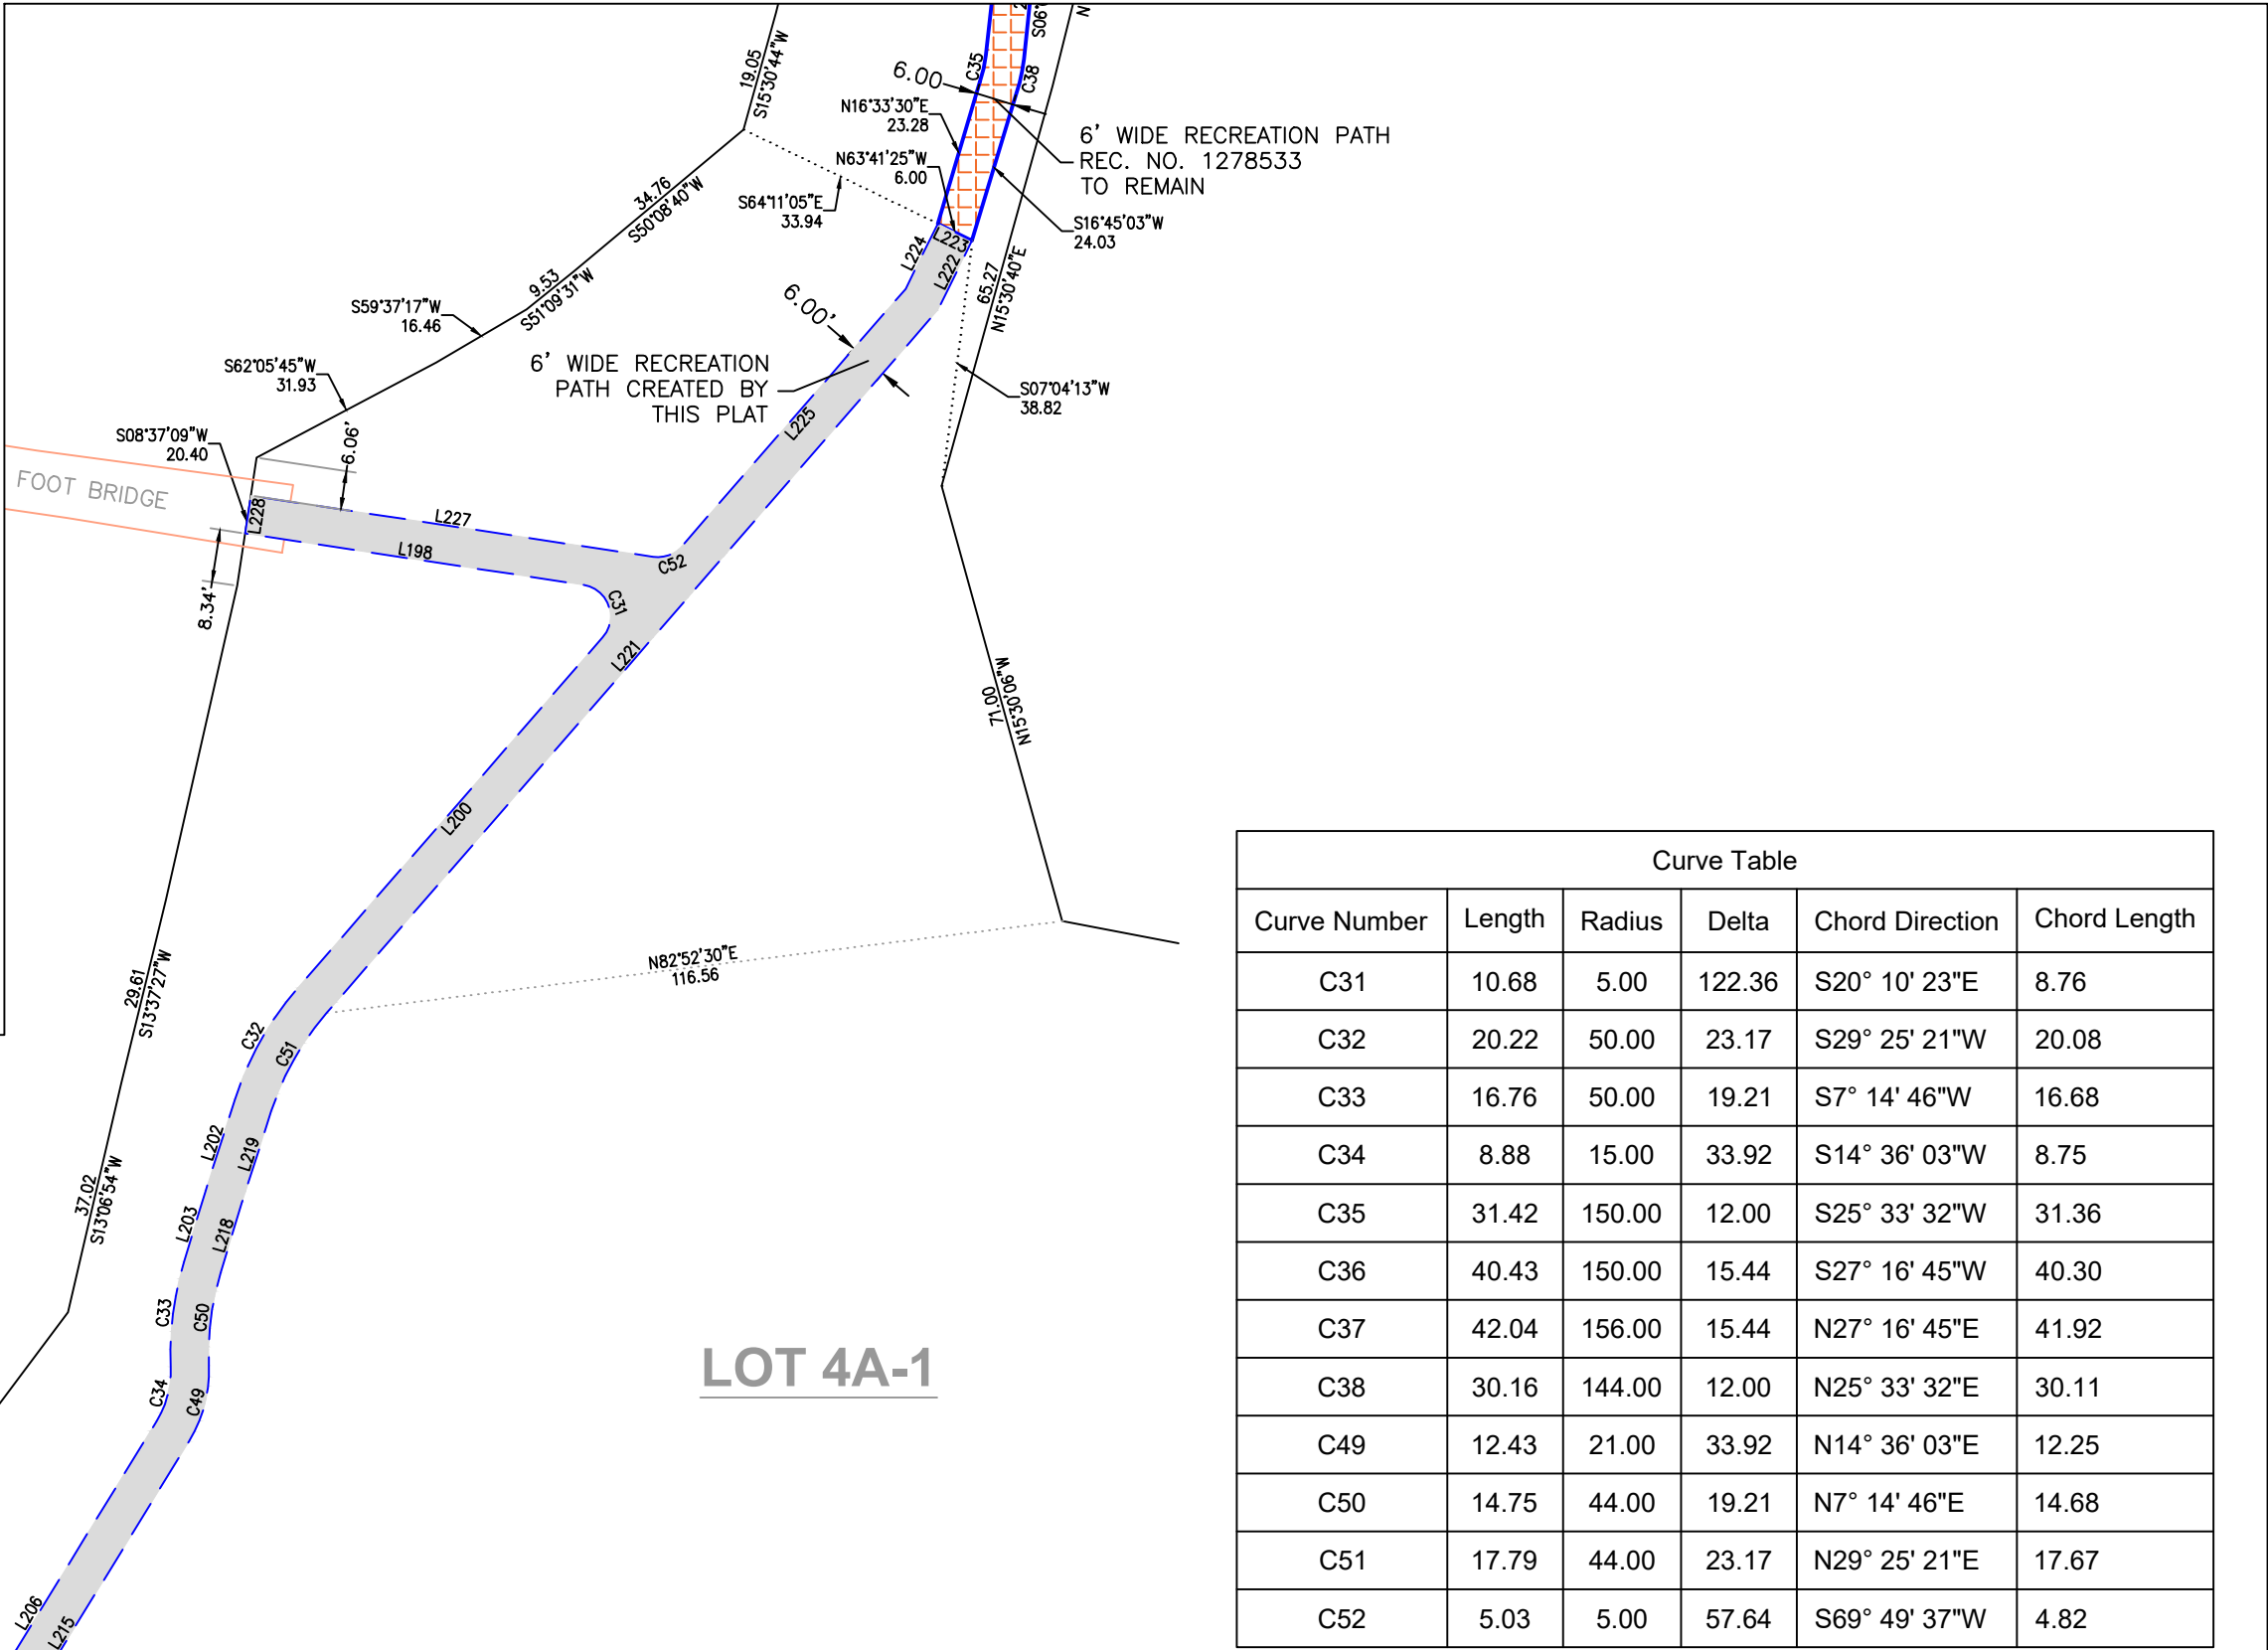 19.05
S15°30'44"W
6.00
C35
C38
N16°33'30"E
23.28
6' WIDE RECREATION PATH
REC. NO. 1278533
TO REMAIN
N63°41'25"W
6.00
34.76
S50°08'40"W
S64°11'05"E
33.94
S16°45'03"W
24.03
L223
L224
L222
65.27
N15°30'40"E
9.53
S51°09'31"W
S59°37'17"W
16.46
6.00'
S62°05'45"W
31.93
6' WIDE RECREATION
PATH CREATED BY
THIS PLAT
S07°04'13"W
38.82
S08°37'09"W
20.40
6.06'
L225
FOOT BRIDGE
L228
L227
L198
C52
C31
8.34'
L221
N15°30'06"W
71.00
L200
N82°52'30"E
116.56
29.61
S13°37'27"W
C32
C51
L202
L219
37.02
S13°06'54"W
L203
L218
C33
C50
C34
C49
LOT 4A-1
L206
L215
Curve Table
Curve Number Length Radius Delta Chord Direction Chord Length
C31 10.68 5.00 122.36 S20° 10' 23"E 8.76
C32 20.22 50.00 23.17 S29° 25' 21"W 20.08
C33 16.76 50.00 19.21 S7° 14' 46"W 16.68
C34 8.88 15.00 33.92 S14° 36' 03"W 8.75
C35 31.42 150.00 12.00 S25° 33' 32"W 31.36
C36 40.43 150.00 15.44 S27° 16' 45"W 40.30
C37 42.04 156.00 15.44 N27° 16' 45"E 41.92
C38 30.16 144.00 12.00 N25° 33' 32"E 30.11
C49 12.43 21.00 33.92 N14° 36' 03"E 12.25
C50 14.75 44.00 19.21 N7° 14' 46"E 14.68
C51 17.79 44.00 23.17 N29° 25' 21"E 17.67
C52 5.03 5.00 57.64 S69° 49' 37"W 4.82